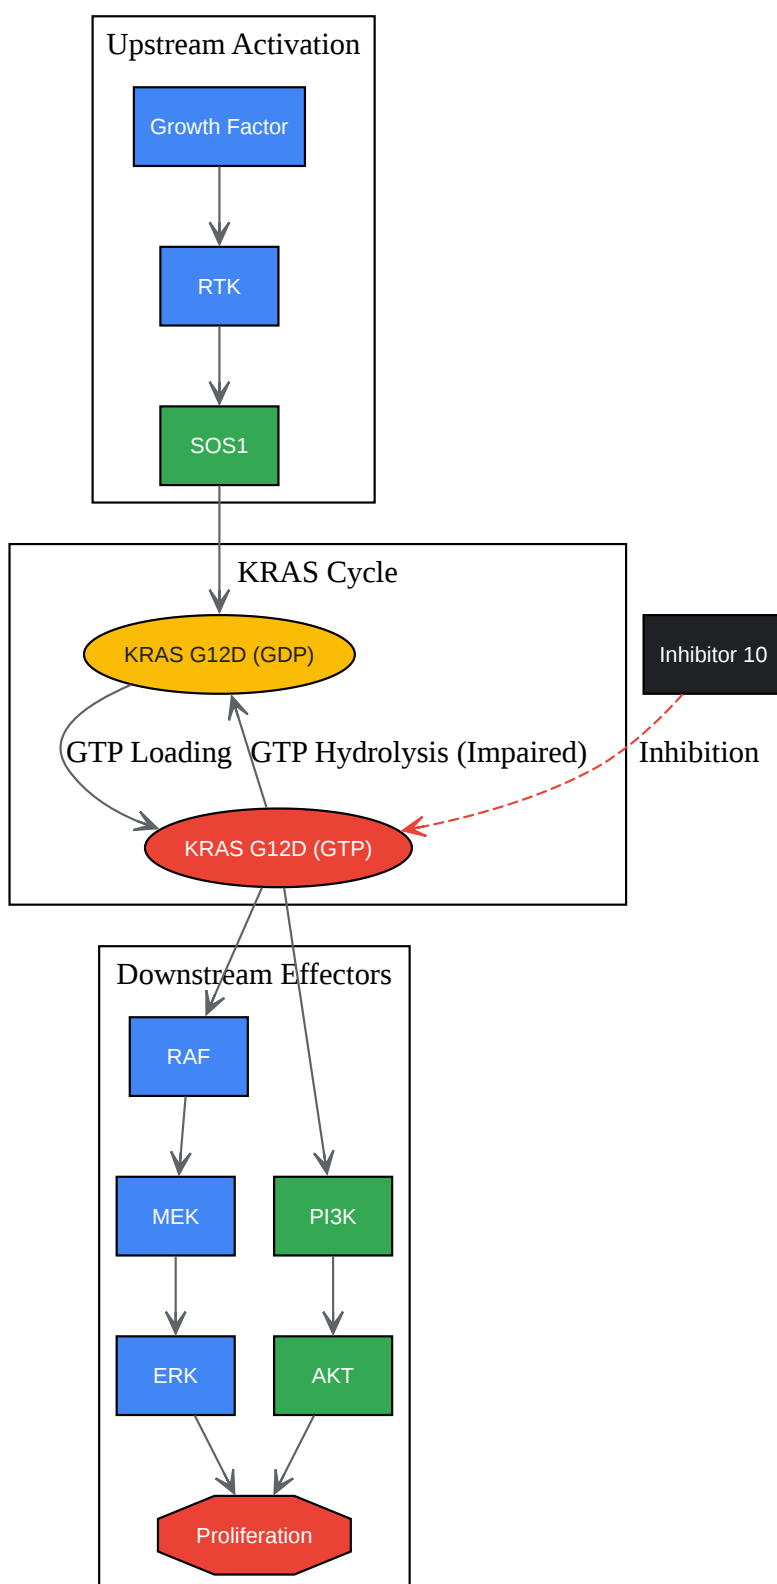 Upstream Activation
Growth Factor
RTK
SOS1
KRAS Cycle
KRAS G12D (GDP)
Inhibitor 10
GTP Loading
GTP Hydrolysis (Impaired)
Inhibition
KRAS G12D (GTP)
Downstream Effectors
RAF
MEK
PI3K
ERK
AKT
Proliferation